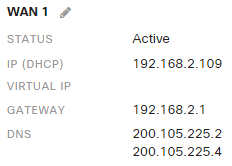 WAN 1
STATUS Active
IP (DHCP) 192.168.2.109
VIRTUAL IP
GATEWAY 192.168.2.1
DNS 200.105.225.2
200.105.225.4